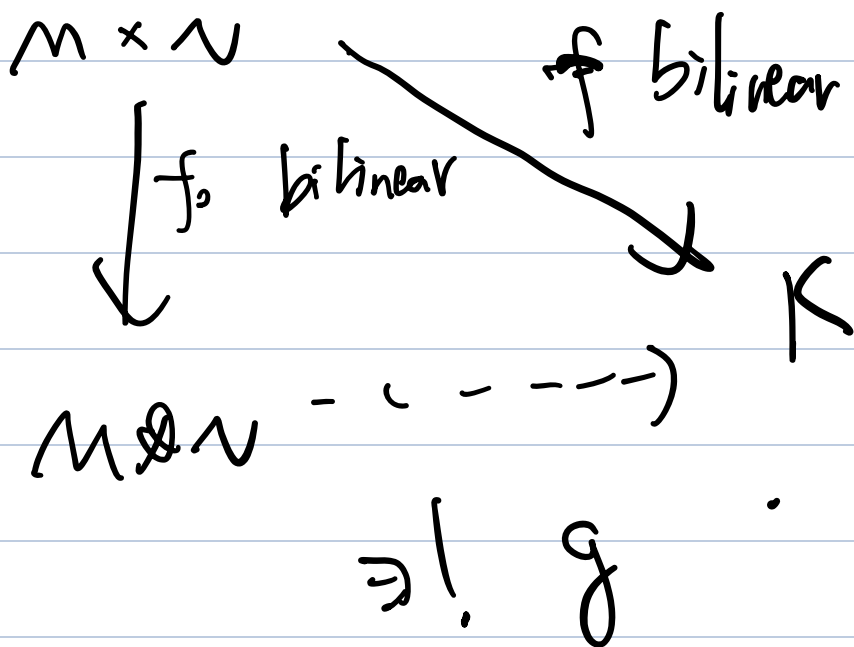 M × N
f bilinear
f₀ bilinear
K
M⊗N
∃! g